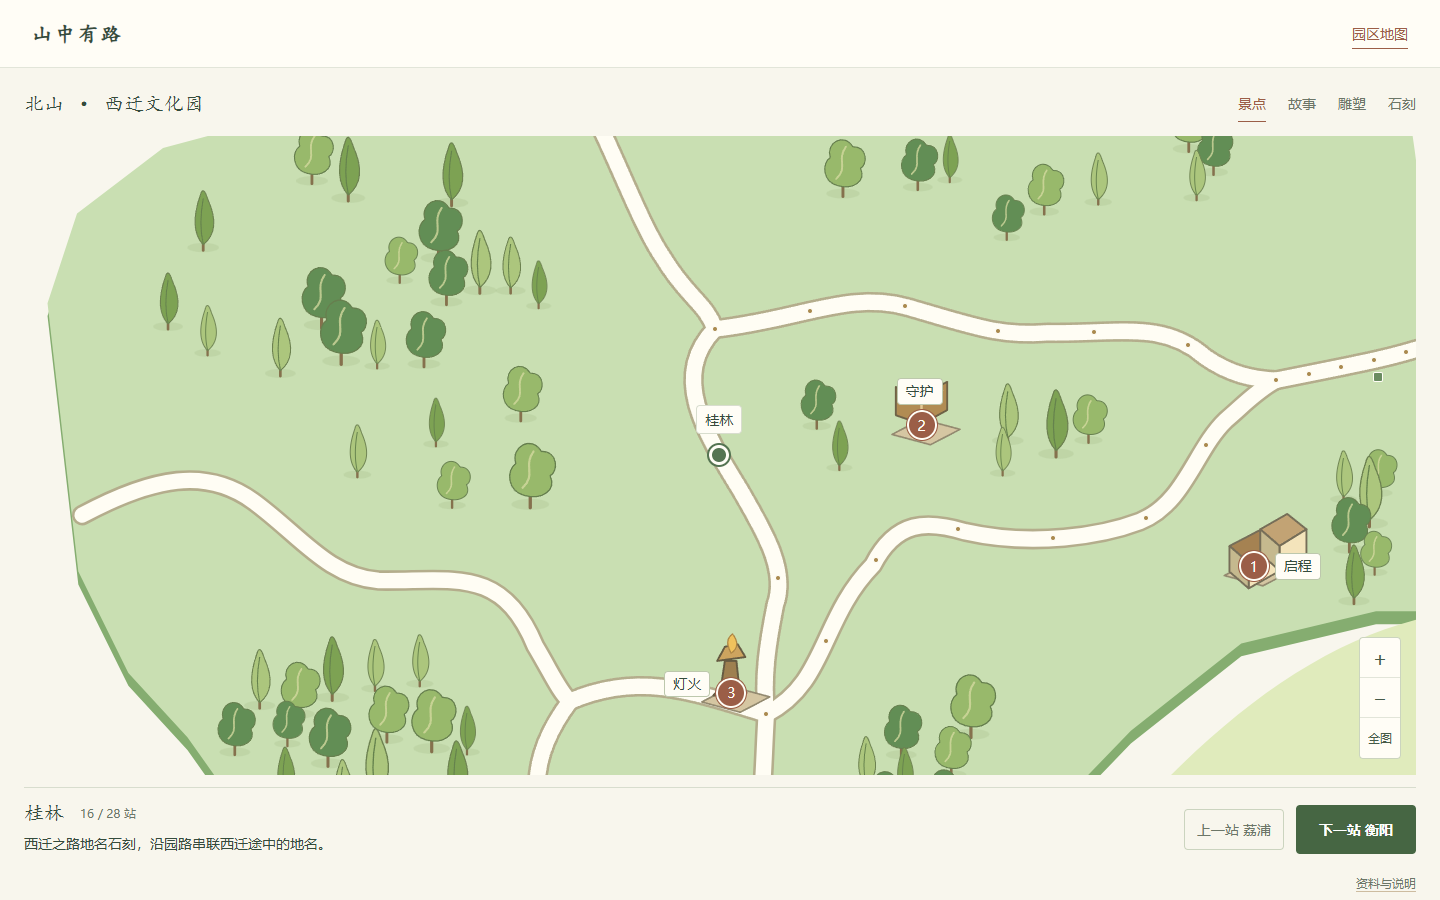 山中有路
园区地图
北山 • 西迁文化园
景点 故事 雕塑 石刻
守护
2
桂林
1 启程
灯火 3
+
−
全图
桂林 16 / 28 站
西迁之路地名石刻，沿园路串联西迁途中的地名。
上一站 荔浦
下一站 衡阳
资料与说明